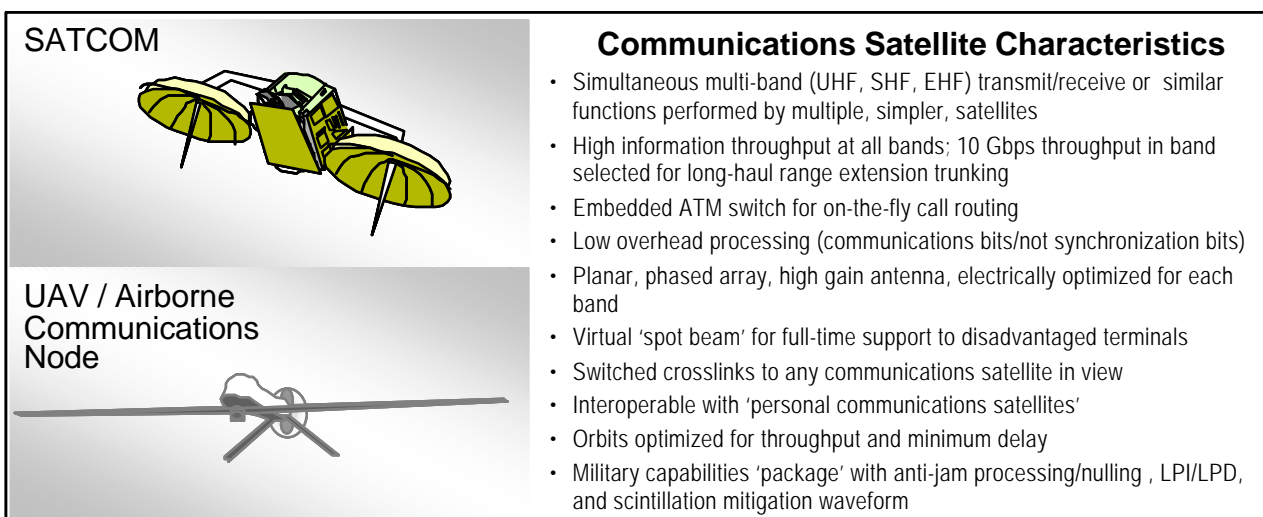 SATCOM
UAV / Airborne
Communications
Node
Communications Satellite Characteristics
• Simultaneous multi-band (UHF, SHF, EHF) transmit/receive or similar
functions performed by multiple, simpler, satellites
• High information throughput at all bands; 10 Gbps throughput in band
selected for long-haul range extension trunking
• Embedded ATM switch for on-the-fly call routing
• Low overhead processing (communications bits/not synchronization bits)
• Planar, phased array, high gain antenna, electrically optimized for each
band
• Virtual ‘spot beam’ for full-time support to disadvantaged terminals
• Switched crosslinks to any communications satellite in view
• Interoperable with ‘personal communications satellites’
• Orbits optimized for throughput and minimum delay
• Military capabilities ‘package’ with anti-jam processing/nulling , LPI/LPD,
and scintillation mitigation waveform